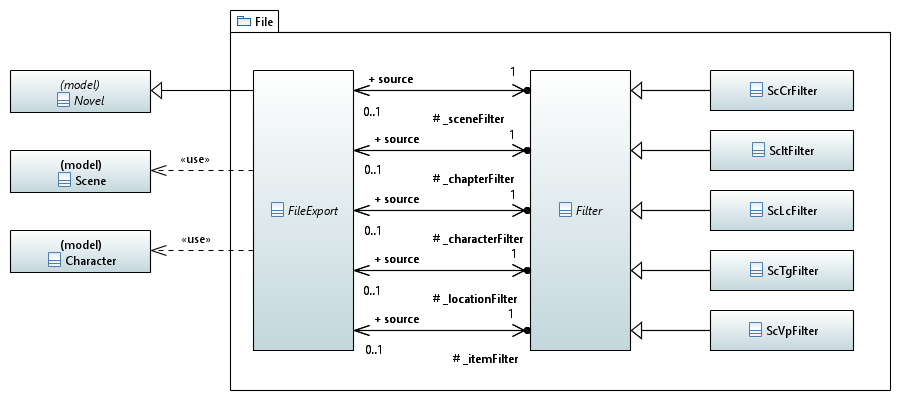 File
(model)
Novel
(model)
Scene
(model)
Character
«use»
«use»
FileExport
+ source
1
0..1
# _sceneFilter
+ source
1
0..1
# _chapterFilter
+ source
1
0..1
# _characterFilter
+ source
1
0..1
# _locationFilter
+ source
1
0..1
# _itemFilter
Filter
ScCrFilter
ScItFilter
ScLcFilter
ScTgFilter
ScVpFilter